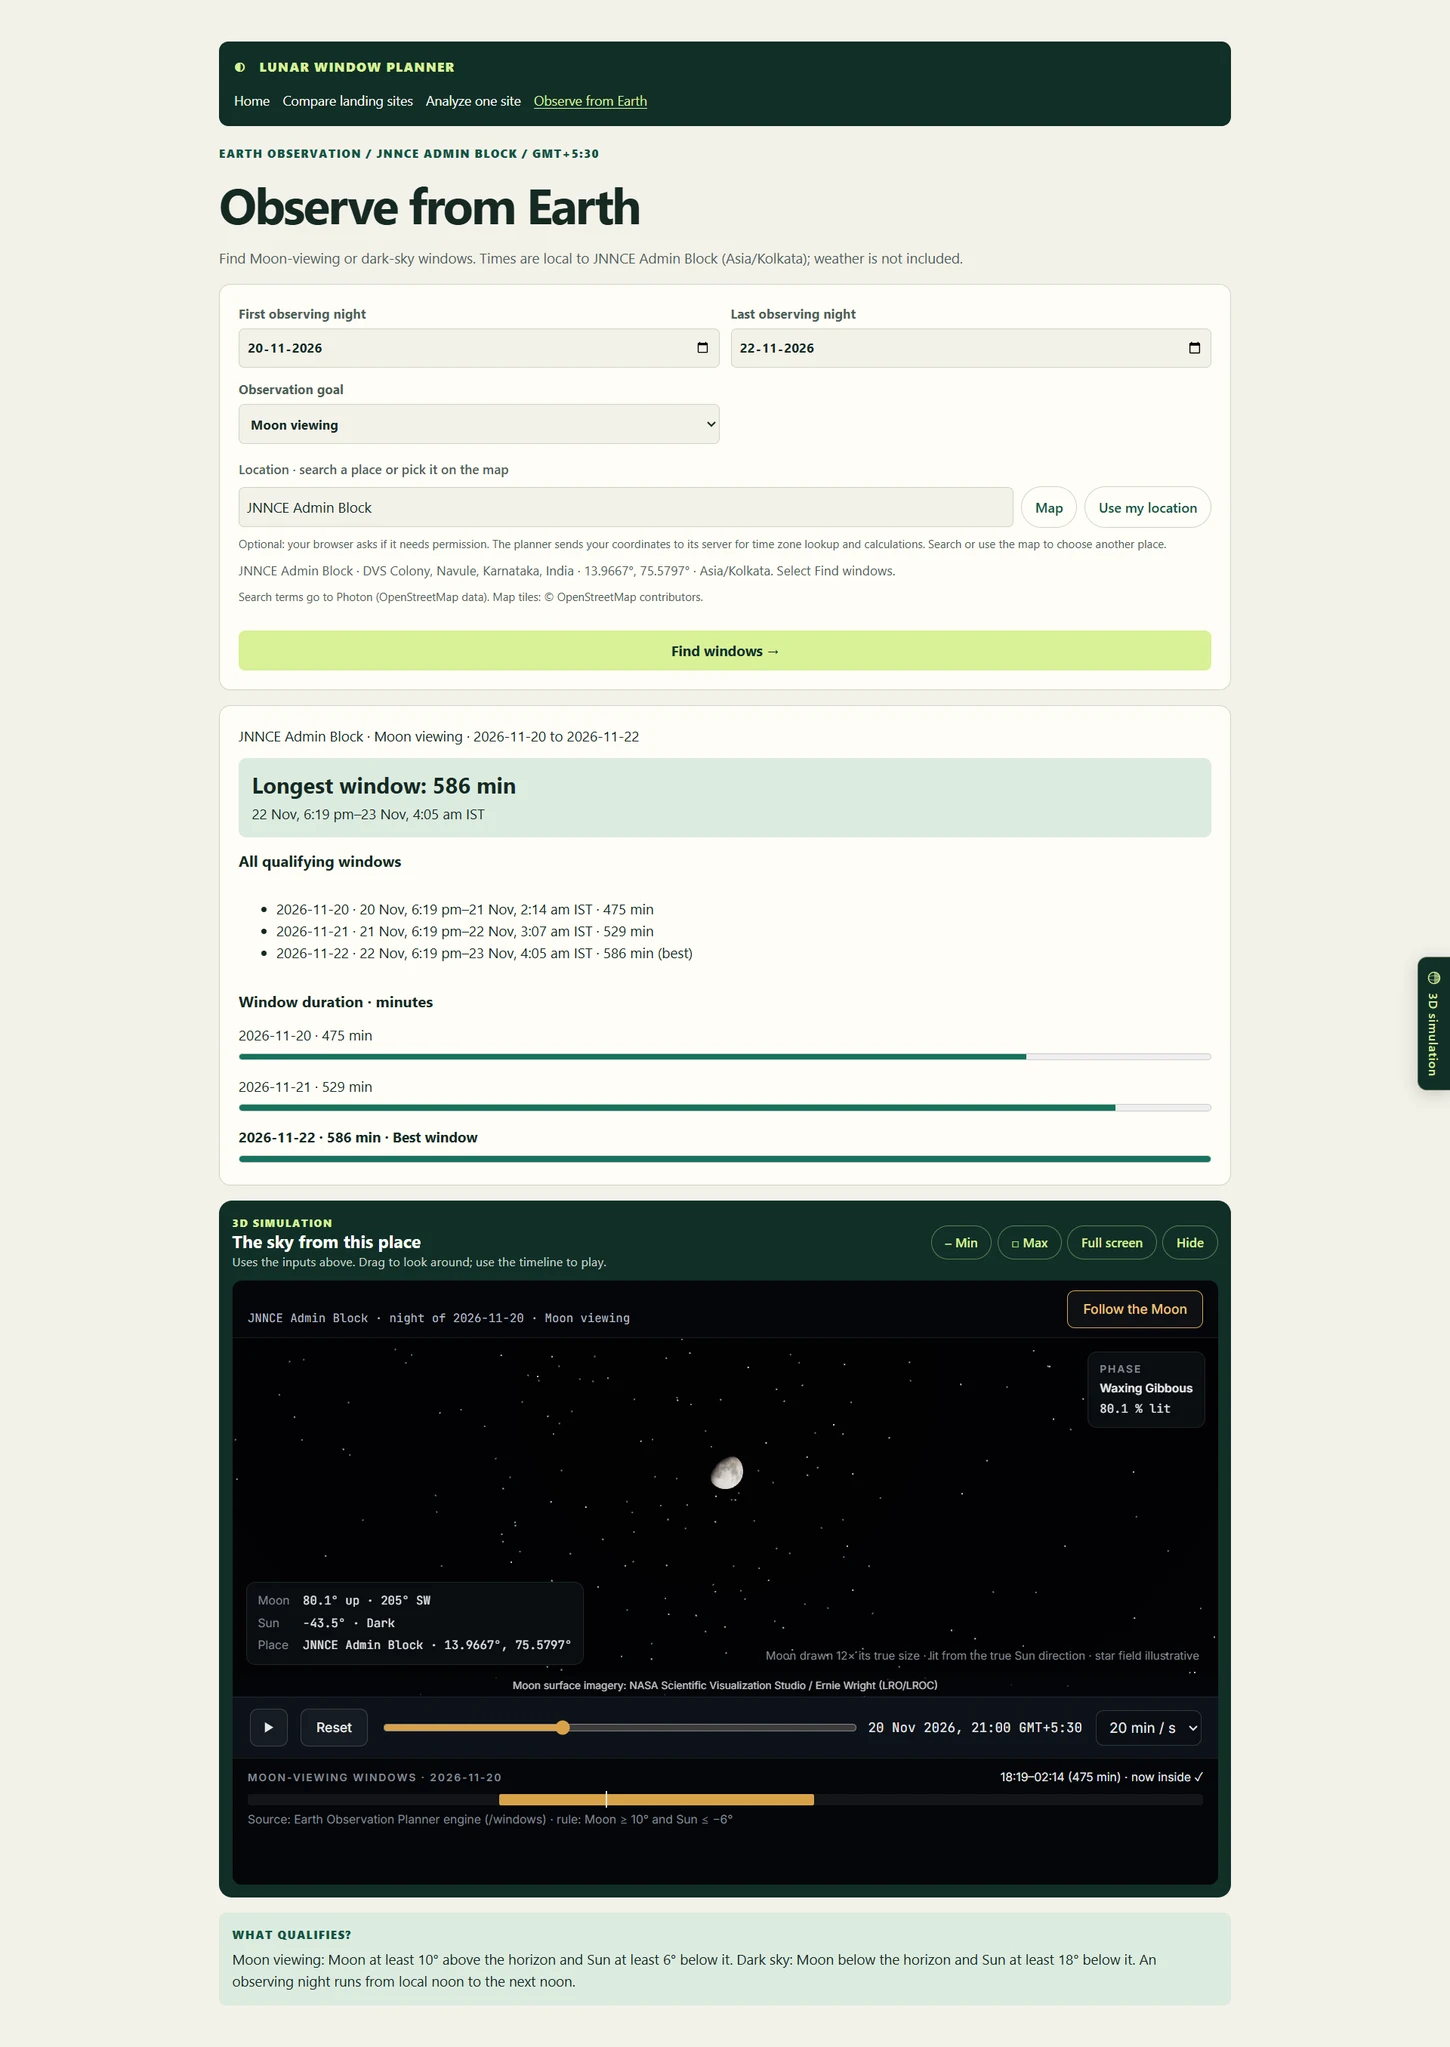 LUNAR WINDOW PLANNER
Home Compare landing sites Analyze one site Observe from Earth
EARTH OBSERVATION / JNNCE ADMIN BLOCK / GMT+5:30
Observe from Earth
Find Moon-viewing or dark-sky windows. Times are local to JNNCE Admin Block (Asia/Kolkata); weather is not included.
First observing night
20-11-2026
Last observing night
22-11-2026
Observation goal
Moon viewing
Location · search a place or pick it on the map
JNNCE Admin Block
Map
Use my location
Optional: your browser asks if it needs permission. The planner sends your coordinates to its server for time zone lookup and calculations. Search or use the map to choose another place.
JNNCE Admin Block · DVS Colony, Navule, Karnataka, India · 13.9667°, 75.5797° · Asia/Kolkata. Select Find windows.
Search terms go to Photon (OpenStreetMap data). Map tiles: © OpenStreetMap contributors.
Find windows →
JNNCE Admin Block · Moon viewing · 2026-11-20 to 2026-11-22
Longest window: 586 min
22 Nov, 6:19 pm–23 Nov, 4:05 am IST
All qualifying windows
• 2026-11-20 · 20 Nov, 6:19 pm–21 Nov, 2:14 am IST · 475 min
• 2026-11-21 · 21 Nov, 6:19 pm–22 Nov, 3:07 am IST · 529 min
• 2026-11-22 · 22 Nov, 6:19 pm–23 Nov, 4:05 am IST · 586 min (best)
Window duration · minutes
2026-11-20 · 475 min
2026-11-21 · 529 min
2026-11-22 · 586 min · Best window
3D simulation
3D SIMULATION
The sky from this place
Uses the inputs above. Drag to look around; use the timeline to play.
– Min
□ Max
Full screen
Hide
JNNCE Admin Block · night of 2026-11-20 · Moon viewing
Follow the Moon
PHASE
Waxing Gibbous
80.1 % lit
Moon 80.1° up · 205° SW
Sun -43.5° · Dark
Place JNNCE Admin Block · 13.9667°, 75.5797°
Moon drawn 12× its true size · lit from the true Sun direction · star field illustrative
Moon surface imagery: NASA Scientific Visualization Studio / Ernie Wright (LRO/LROC)
Reset
20 Nov 2026, 21:00 GMT+5:30
20 min / s
MOON-VIEWING WINDOWS · 2026-11-20
18:19–02:14 (475 min) · now inside ✓
Source: Earth Observation Planner engine (/windows) · rule: Moon ≥ 10° and Sun ≤ −6°
WHAT QUALIFIES?
Moon viewing: Moon at least 10° above the horizon and Sun at least 6° below it. Dark sky: Moon below the horizon and Sun at least 18° below it. An
observing night runs from local noon to the next noon.